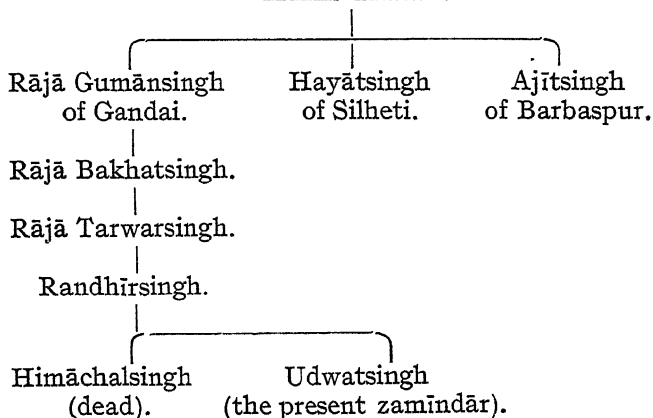 Rājā Gumānsingh Hayātsingh Ajītsingh
of Gandai. of Silheti. of Barbaspur.
Rājā Bakhatsingh.
Rājā Tarwarsingh.
Randhīrsingh.
Himāchalsingh Udwatsingh
(dead). (the present zamīndār).